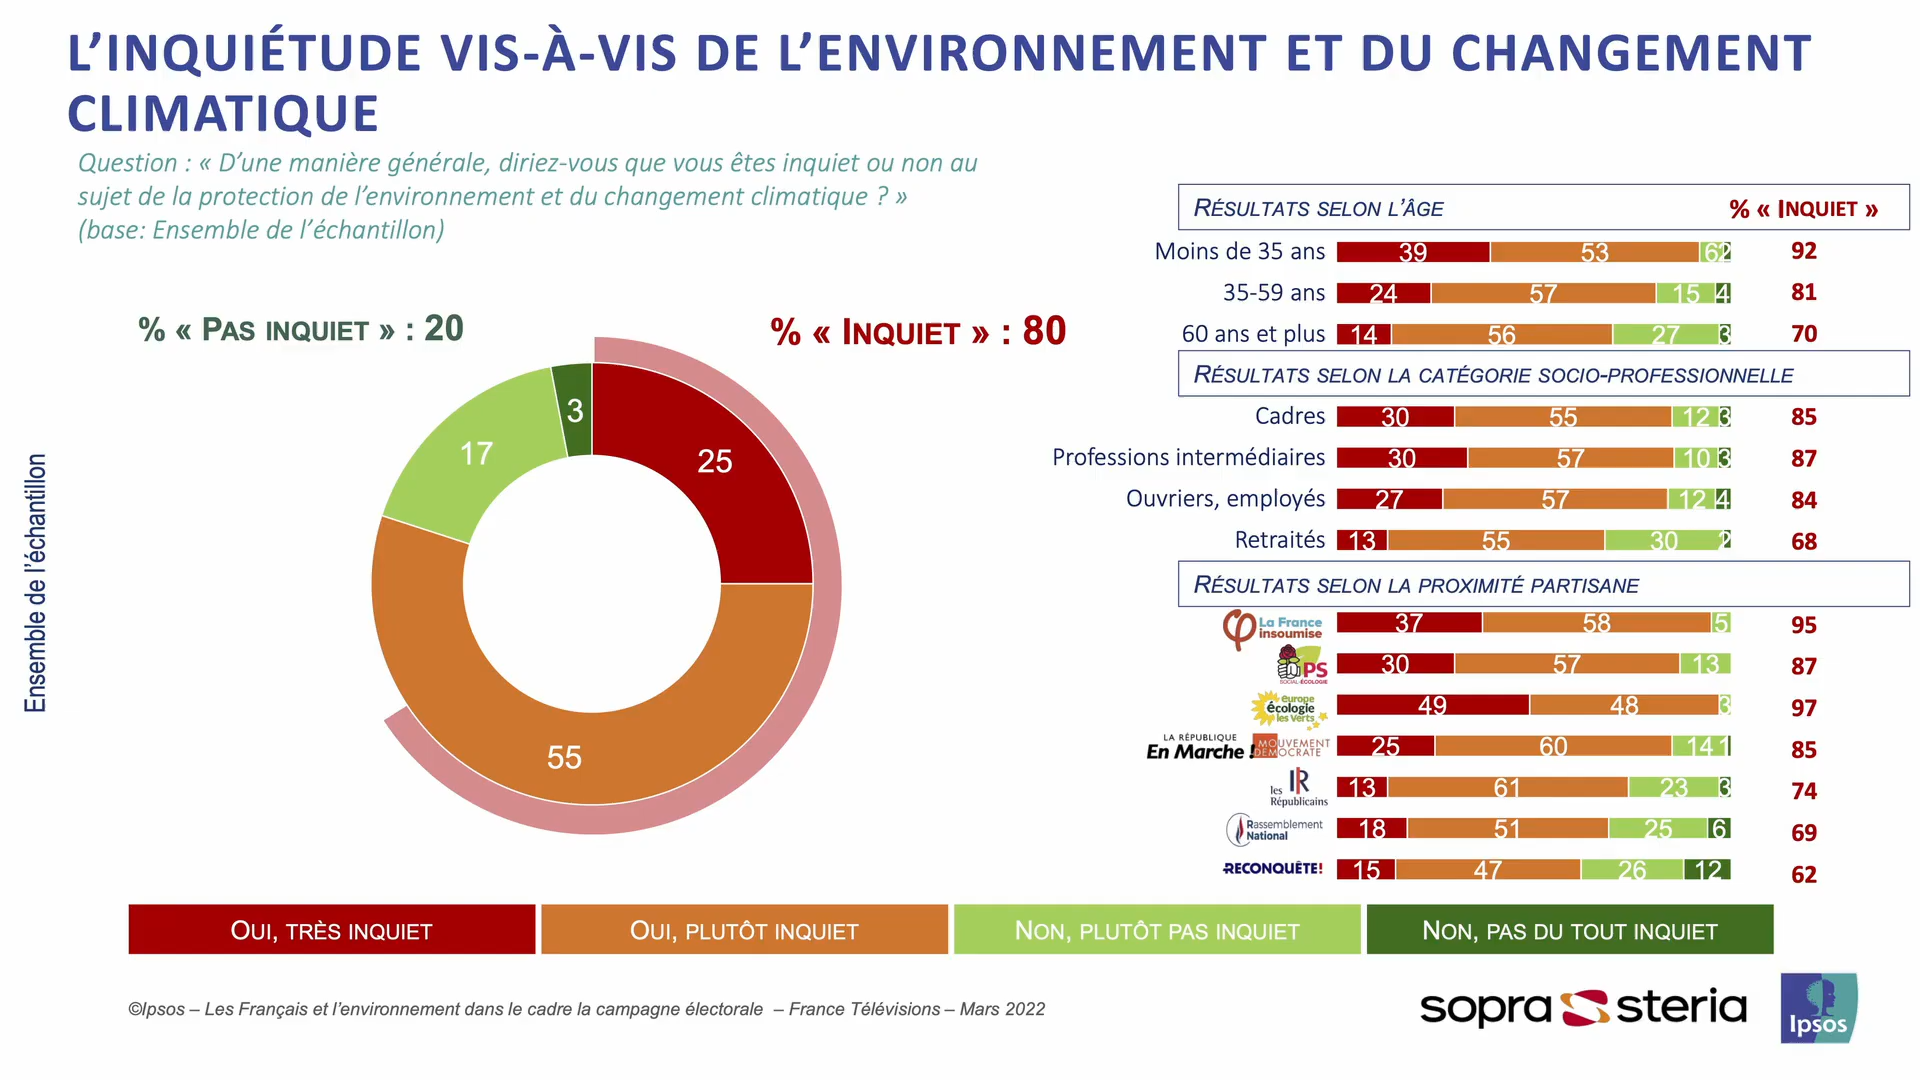 L’INQUIÉTUDE VIS-À-VIS DE L’ENVIRONNEMENT ET DU CHANGEMENT
CLIMATIQUE
Question : « D’une manière générale, diriez-vous que vous êtes inquiet ou non au
sujet de la protection de l’environnement et du changement climatique ? »
(base: Ensemble de l’échantillon)
% « PAS INQUIET » : 20
% « INQUIET » : 80
Ensemble de l’échantillon
3
17
25
55
RÉSULTATS SELON L’ÂGE % « INQUIET »
Moins de 35 ans 39 53 6 2 92
35-59 ans 24 57 15 4 81
60 ans et plus 14 56 27 3 70
RÉSULTATS SELON LA CATÉGORIE SOCIO-PROFESSIONNELLE
Cadres 30 55 12 3 85
Professions intermédiaires 30 57 10 3 87
Ouvriers, employés 27 57 12 4 84
Retraités 13 55 30 2 68
RÉSULTATS SELON LA PROXIMITÉ PARTISANE
La France
insoumise 37 58 5 95
PS
SOCIAL-ÉCOLOGIE
30 57 13 87
europe
écologie
les Verts
49 48 3 97
LA RÉPUBLIQUE
En Marche !
MOUVEMENT
DÉMOCRATE
25 60 14 1 85
les
Républicains
13 61 23 3 74
Rassemblement
National
18 51 25 6 69
RECONQUÊTE! 15 47 26 12 62
OUI, TRÈS INQUIET
OUI, PLUTÔT INQUIET
NON, PLUTÔT PAS INQUIET
NON, PAS DU TOUT INQUIET
©Ipsos – Les Français et l’environnement dans le cadre la campagne électorale – France Télévisions – Mars 2022
sopra steria
Ipsos